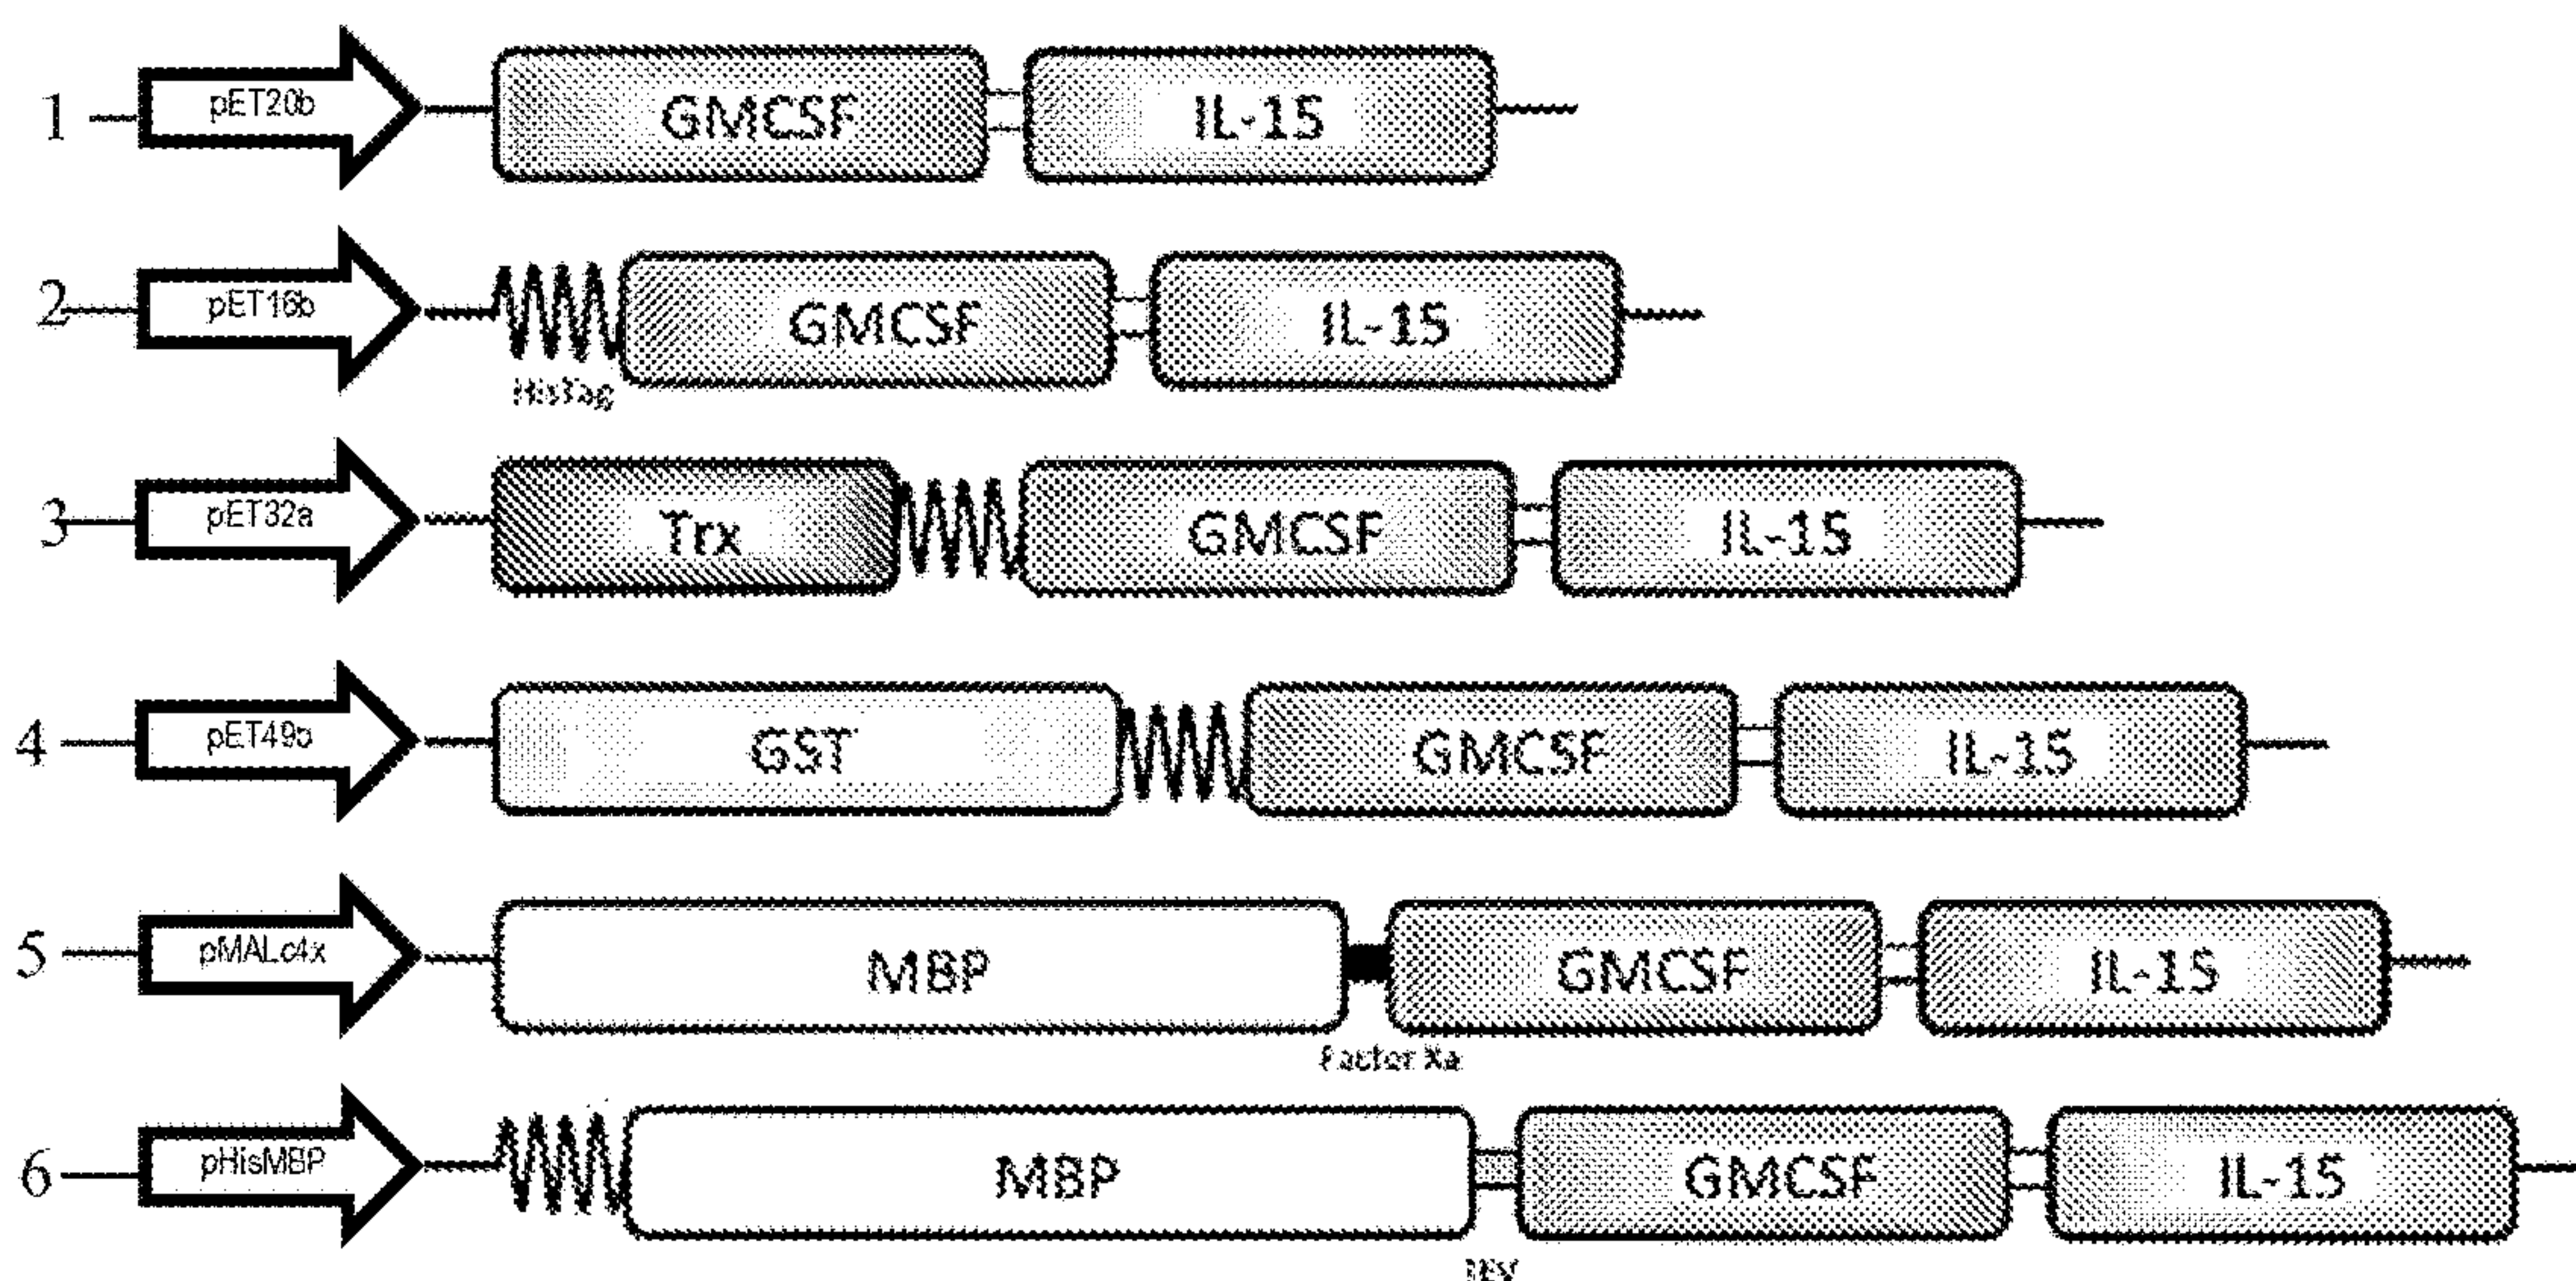 1 pET20b GMCSF IL-15
2 pET16b GMCSF IL-15
HisTag
3 pET32a Trx GMCSF IL-15
4 pET49b GST GMCSF IL-15
5 pMALc4x MBP GMCSF IL-15
Factor Xa
6 pHisMBP MBP GMCSF IL-15
TEV